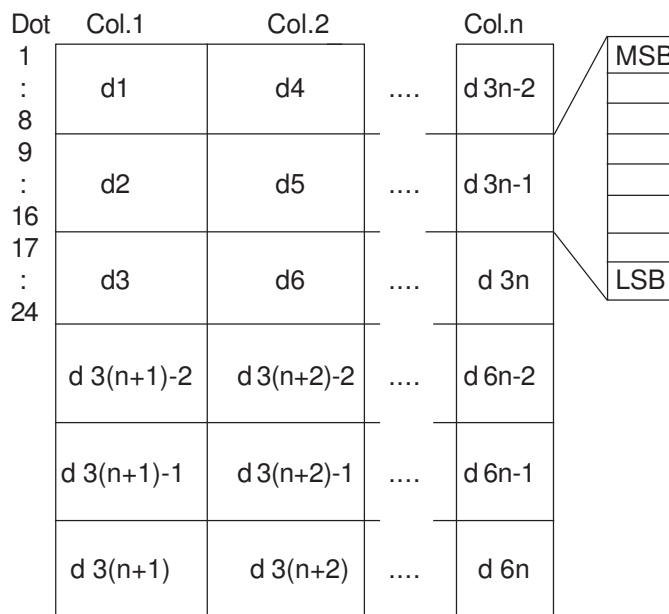 Dot Col.1 Col.2 Col.n
1 MSB
: d1 d4 .... d 3n-2
8
9
: d2 d5 .... d 3n-1
16
17
: d3 d6 .... d 3n LSB
24
d 3(n+1)-2 d 3(n+2)-2 .... d 6n-2
d 3(n+1)-1 d 3(n+2)-1 .... d 6n-1
d 3(n+1) d 3(n+2) .... d 6n